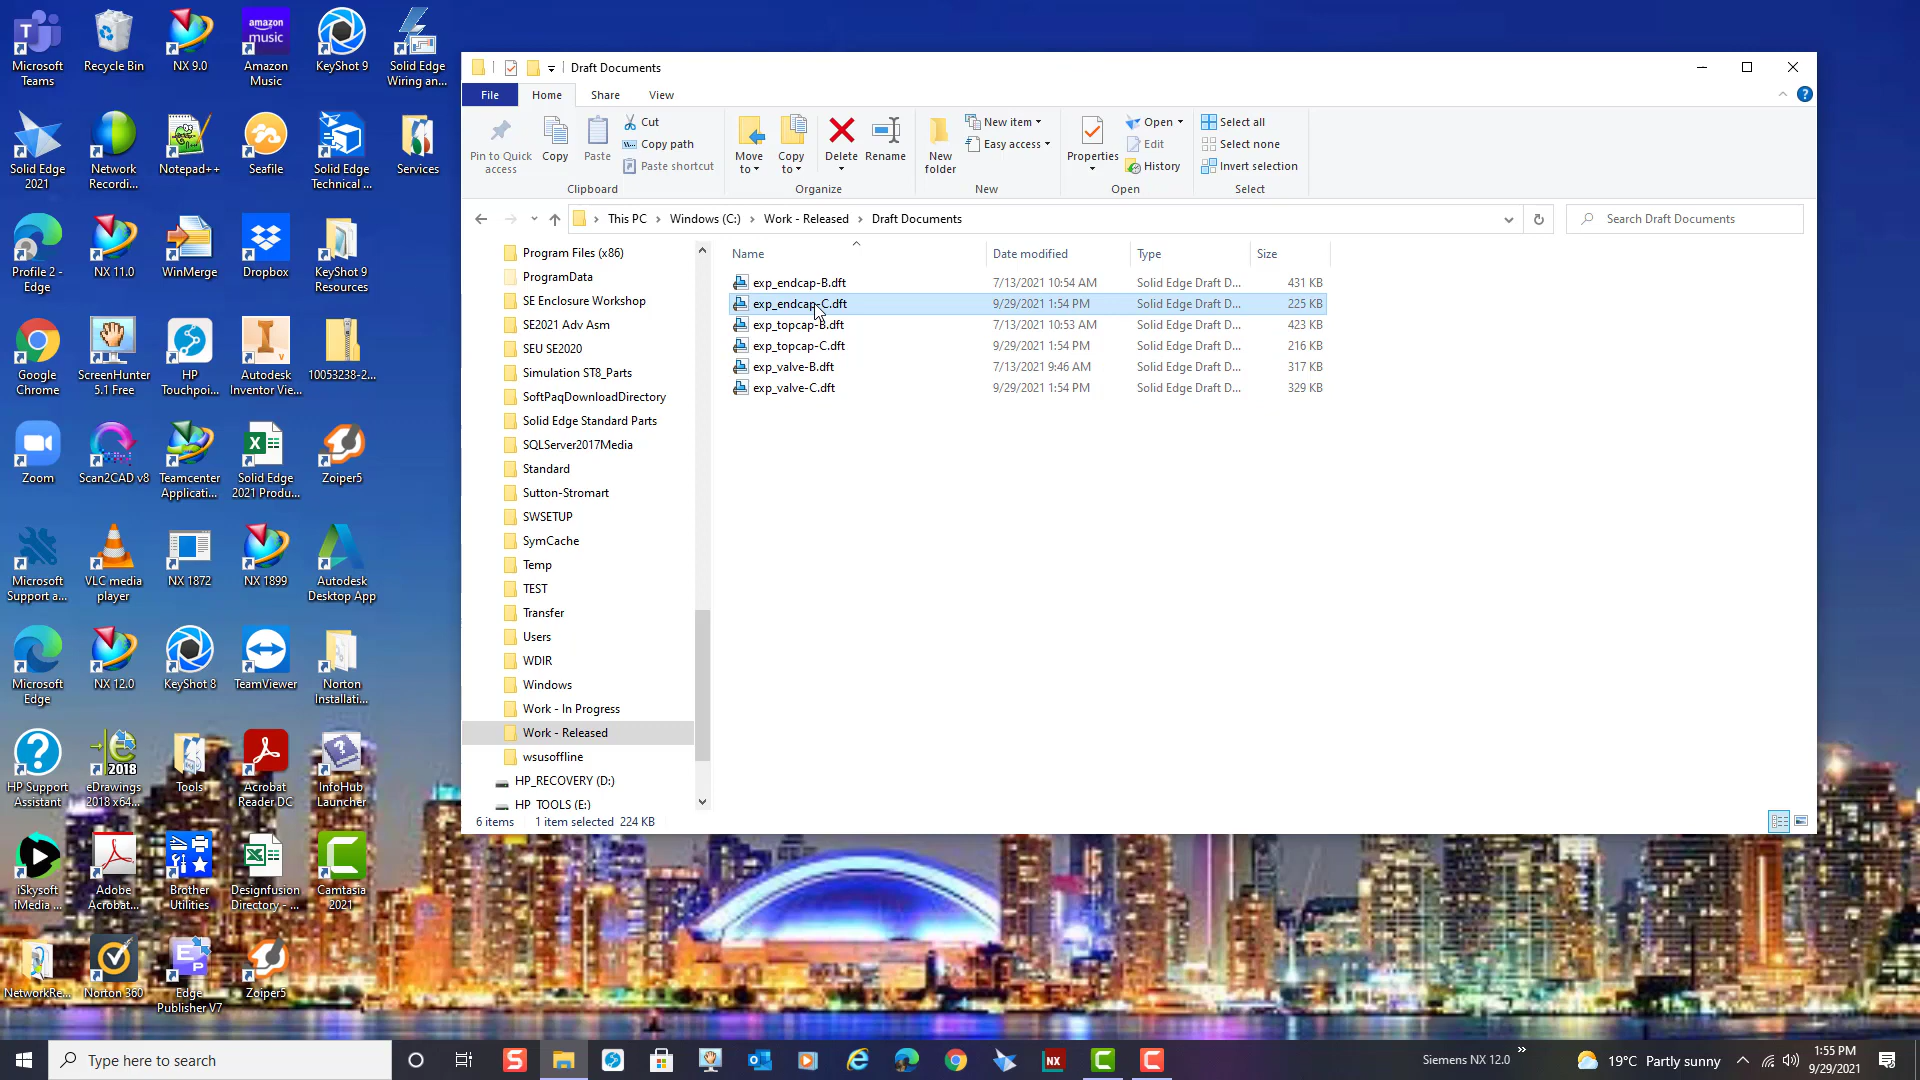 Microsoft
Teams
Recycle Bin
NX 9.0
amazon
music
Amazon
Music
KeyShot 9
Solid Edge
Wiring an...
Solid Edge
2021
Network
Recordi...
Notepad++
Seafile
Solid Edge
Technical ...
Services
Profile 2 -
Edge
NX 11.0
WinMerge
Dropbox
KeyShot 9
Resources
Google
Chrome
ScreenHunter
5.1 Free
HP
Touchpoi...
Autodesk
Inventor Vie...
10053238-2...
Zoom
Scan2CAD v8
Teamcenter
Applicati...
Solid Edge
2021 Produ...
Zoiper5
Microsoft
Support a...
VLC media
player
NX 1872
NX 1899
Autodesk
Desktop App
Microsoft
Edge
NX 12.0
KeyShot 8
TeamViewer
Norton
Installati...
HP Support
Assistant
2018
eDrawings
2018 x64...
Tools
Acrobat
Reader DC
InfoHub
Launcher
iSkysoft
iMedia ...
Adobe
Acrobat...
Brother
Utilities
Designfusion
Directory - ...
Camtasia
2021
NetworkRe...
Norton 360
Edge
Publisher V7
Zoiper5
Draft Documents
File Home Share View
Pin to Quick
access
Copy
Paste
Cut
Copy path
Paste shortcut
Clipboard
Move
to
Copy
to
Delete
Rename
Organize
New
folder
New item
Easy access
New
Properties
Open
Edit
History
Open
Select all
Select none
Invert selection
Select
This PC > Windows (C:) > Work - Released > Draft Documents
Search Draft Documents
Program Files (x86)
ProgramData
SE Enclosure Workshop
SE2021 Adv Asm
SEU SE2020
Simulation ST8_Parts
SoftPaqDownloadDirectory
Solid Edge Standard Parts
SQLServer2017Media
Standard
Sutton-Stromart
SWSETUP
SymCache
Temp
TEST
Transfer
Users
WDIR
Windows
Work - In Progress
Work - Released
wsusoffline
HP_RECOVERY (D:)
HP_TOOLS (E:)
Name Date modified Type Size
exp_endcap-B.dft 7/13/2021 10:54 AM Solid Edge Draft D... 431 KB
exp_endcap-C.dft 9/29/2021 1:54 PM Solid Edge Draft D... 225 KB
exp_topcap-B.dft 7/13/2021 10:53 AM Solid Edge Draft D... 423 KB
exp_topcap-C.dft 9/29/2021 1:54 PM Solid Edge Draft D... 216 KB
exp_valve-B.dft 7/13/2021 9:46 AM Solid Edge Draft D... 317 KB
exp_valve-C.dft 9/29/2021 1:54 PM Solid Edge Draft D... 329 KB
6 items 1 item selected 224 KB
Type here to search
Siemens NX 12.0
19°C Partly sunny
1:55 PM
9/29/2021